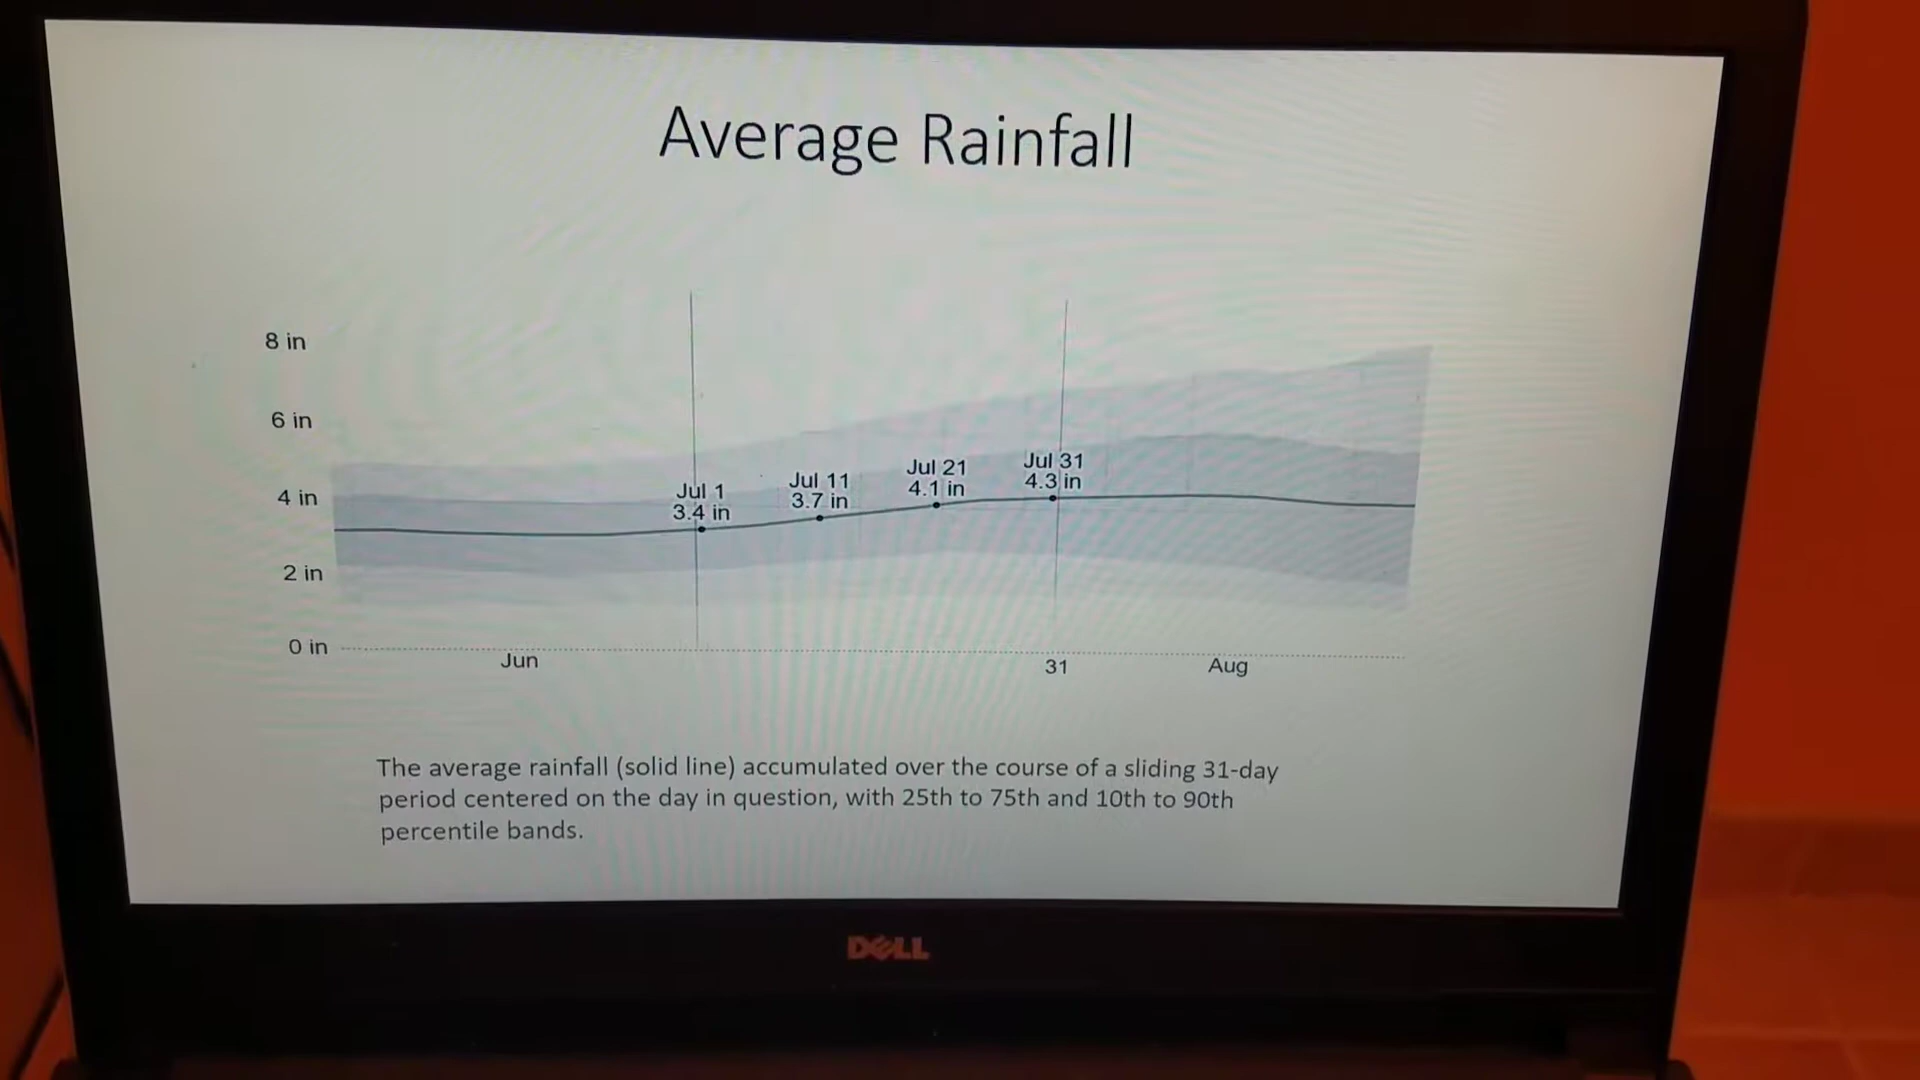 Average Rainfall
8 in
6 in
4 in
2 in
0 in
Jul 1
3.4 in
Jul 11
3.7 in
Jul 21
4.1 in
Jul 31
4.3 in
Jun
31
Aug
The average rainfall (solid line) accumulated over the course of a sliding 31-day
period centered on the day in question, with 25th to 75th and 10th to 90th
percentile bands.
DELL